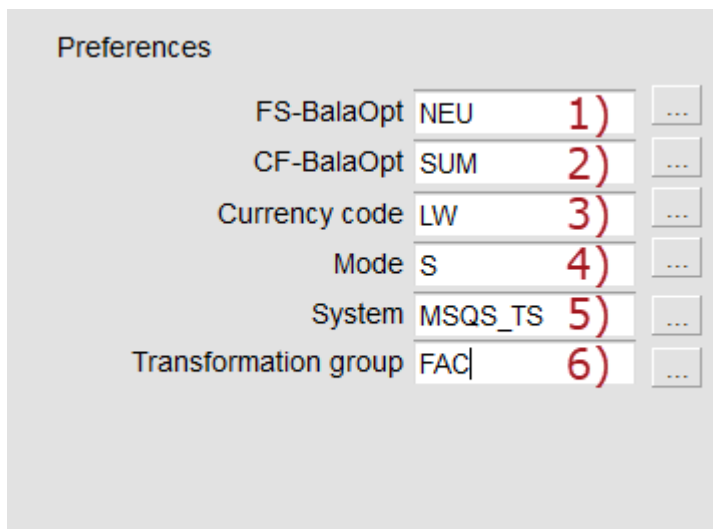 Preferences
FS-BalaOpt NEU 1) ...
CF-BalaOpt SUM 2) ...
Currency code LW 3) ...
Mode S 4) ...
System MSQS_TS 5) ...
Transformation group FAC 6) ...